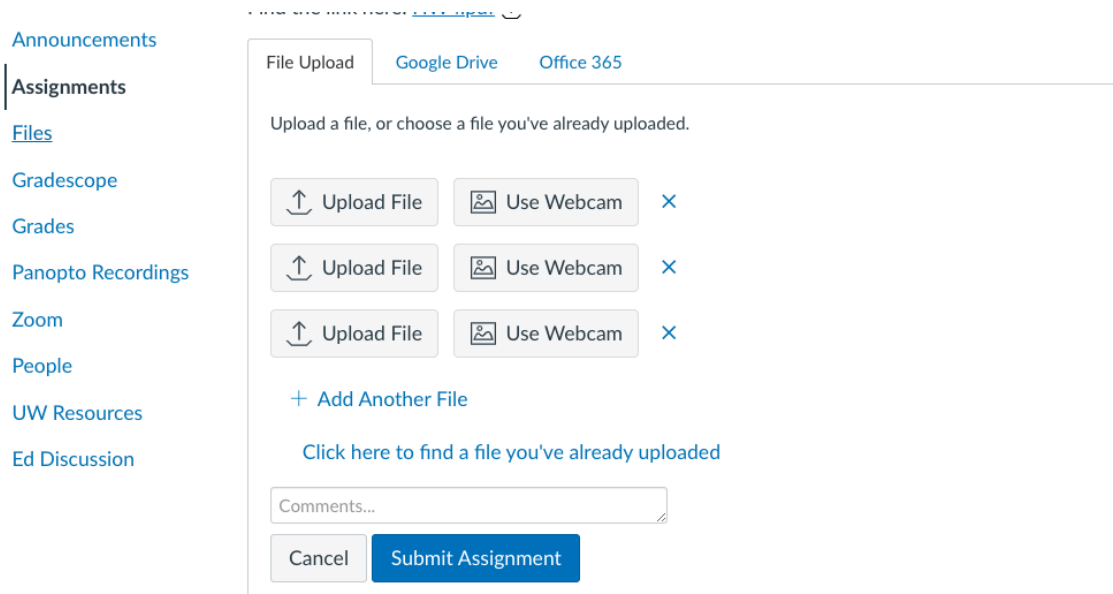 Announcements
Assignments
Files
Gradescope
Grades
Panopto Recordings
Zoom
People
UW Resources
Ed Discussion
File Upload Google Drive Office 365
Upload a file, or choose a file you've already uploaded.
Upload File Use Webcam ×
Upload File Use Webcam ×
Upload File Use Webcam ×
+ Add Another File
Click here to find a file you've already uploaded
Comments...
Cancel Submit Assignment